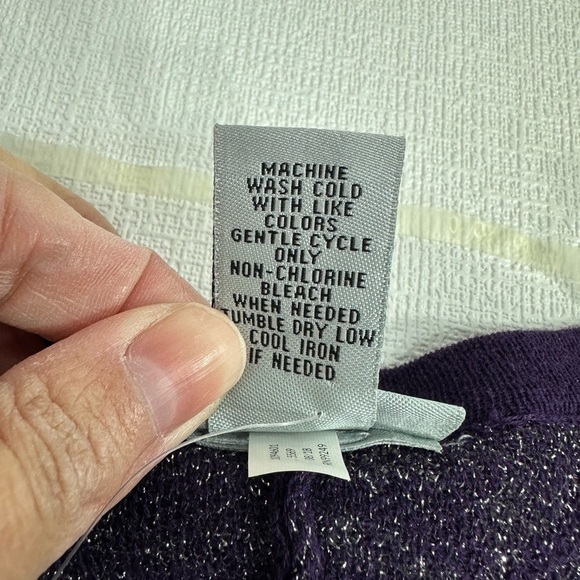 MACHINE
WASH COLD
WITH LIKE
COLORS
GENTLE CYCLE
ONLY
NON-CHLORINE
BLEACH
WHEN NEEDED
TUMBLE DRY LOW
COOL IRON
IF NEEDED